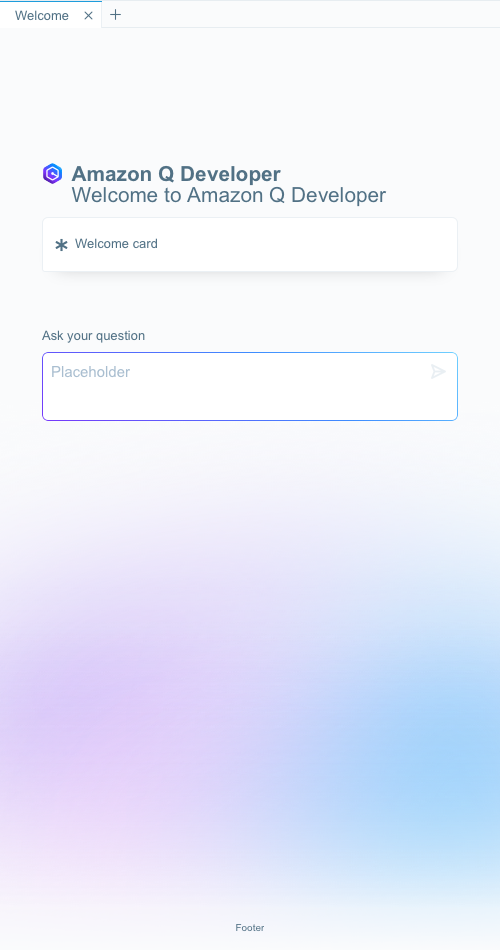 Welcome
Amazon Q Developer
Welcome to Amazon Q Developer
Welcome card
Ask your question
Placeholder
Footer